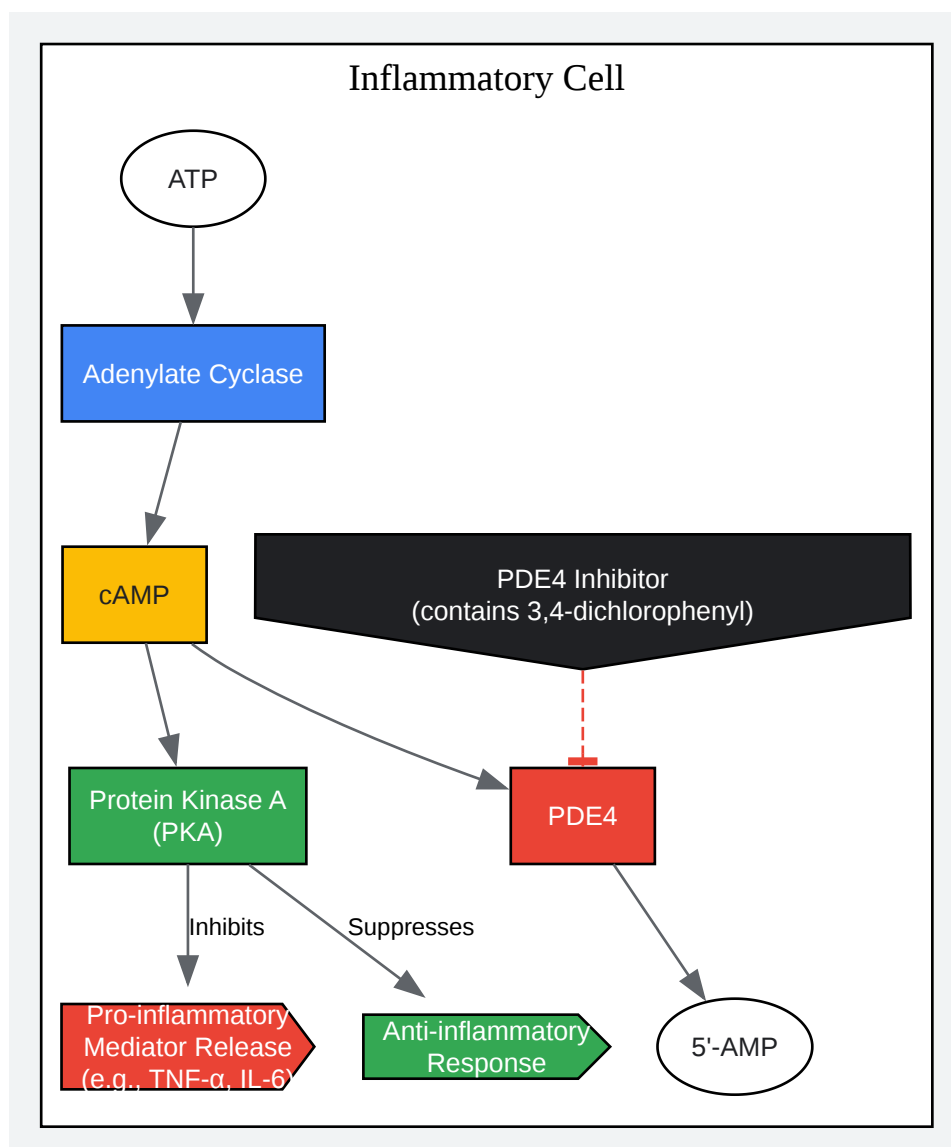 Inflammatory Cell
ATP
Adenylate Cyclase
cAMP
PDE4 Inhibitor
(contains 3,4-dichlorophenyl)
Protein Kinase A
(PKA)
PDE4
Inhibits
Suppresses
Pro-inflammatory
Mediator Release
(e.g., TNF-α, IL-6)
Anti-inflammatory
Response
5'-AMP